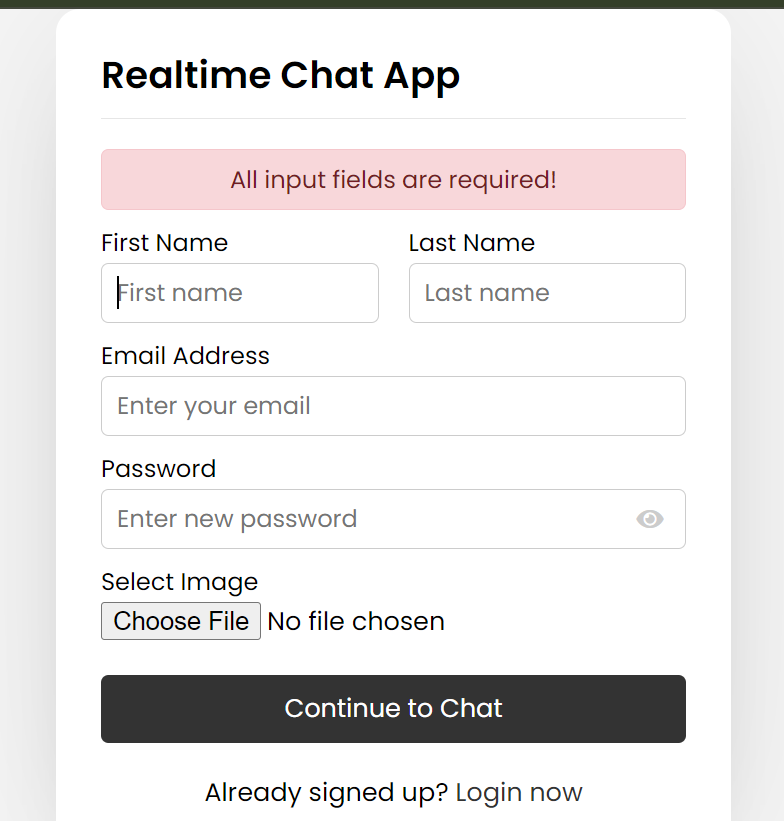 Realtime Chat App
All input fields are required!
First Name Last Name
First name Last name
Email Address
Enter your email
Password
Enter new password
Select Image
Choose File No file chosen
Continue to Chat
Already signed up? Login now